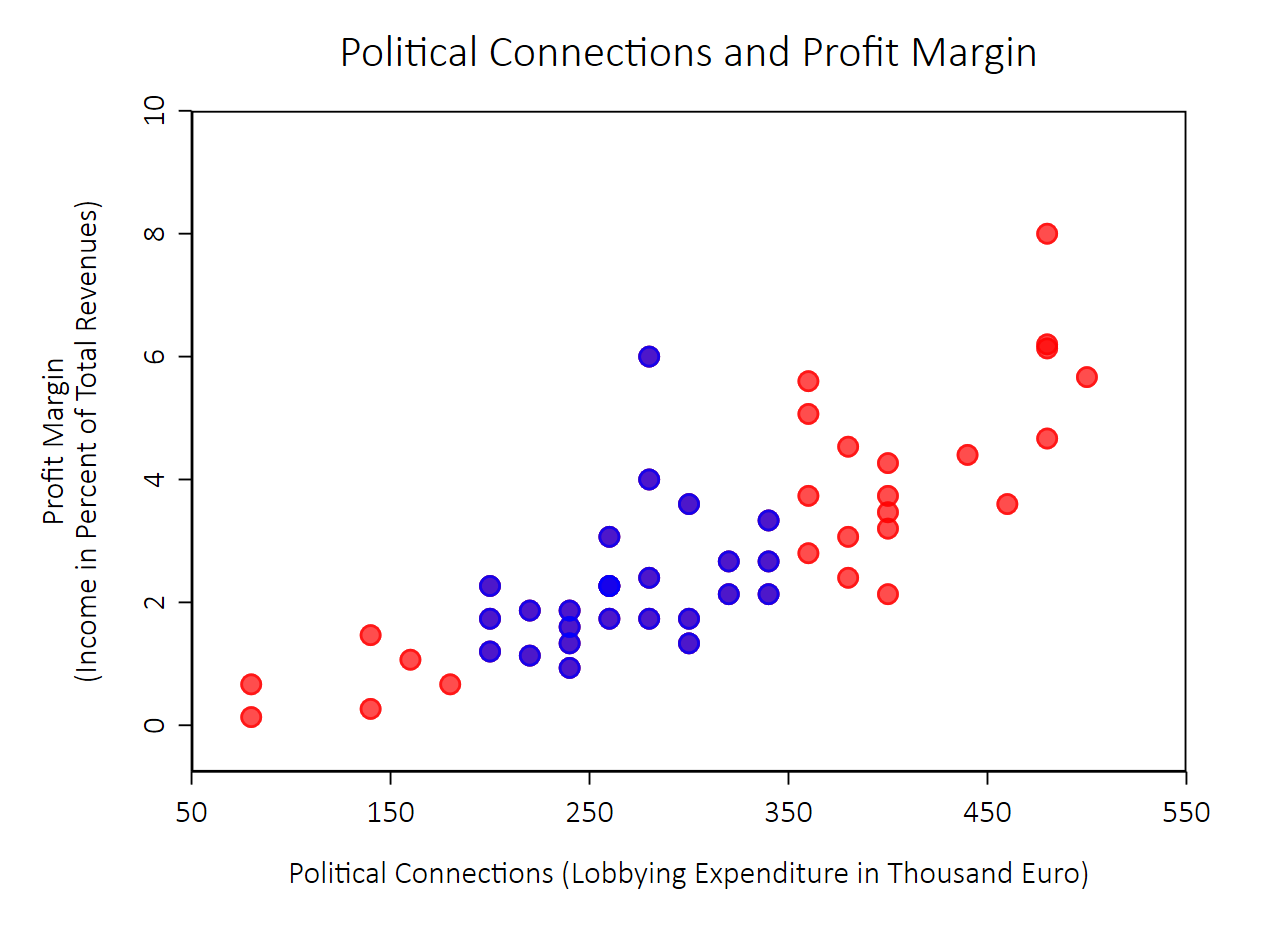 Political Connections and Profit Margin
Profit Margin
(Income in Percent of Total Revenues)
10
8
6
4
2
0
50 150 250 350 450 550
Political Connections (Lobbying Expenditure in Thousand Euro)